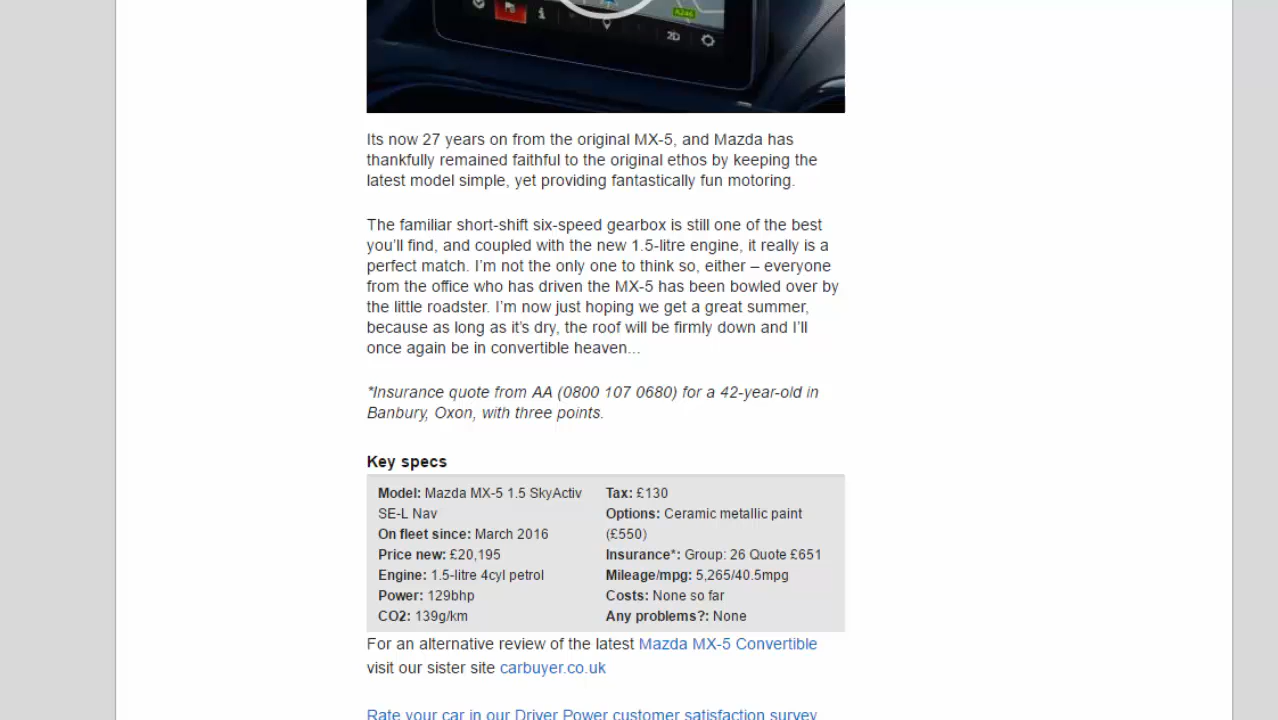 2D
Its now 27 years on from the original MX-5, and Mazda has
thankfully remained faithful to the original ethos by keeping the
latest model simple, yet providing fantastically fun motoring.
The familiar short-shift six-speed gearbox is still one of the best
you'll find, and coupled with the new 1.5-litre engine, it really is a
perfect match. I'm not the only one to think so, either – everyone
from the office who has driven the MX-5 has been bowled over by
the little roadster. I'm now just hoping we get a great summer,
because as long as it's dry, the roof will be firmly down and I'll
once again be in convertible heaven...
*Insurance quote from AA (0800 107 0680) for a 42-year-old in
Banbury, Oxon, with three points.
Key specs
Model: Mazda MX-5 1.5 SkyActiv
SE-L Nav
On fleet since: March 2016
Price new: £20,195
Engine: 1.5-litre 4cyl petrol
Power: 129bhp
CO2: 139g/km
Tax: £130
Options: Ceramic metallic paint
(£550)
Insurance*: Group: 26 Quote £651
Mileage/mpg: 5,265/40.5mpg
Costs: None so far
Any problems?: None
For an alternative review of the latest Mazda MX-5 Convertible
visit our sister site carbuyer.co.uk
Rate your car in our Driver Power customer satisfaction survey